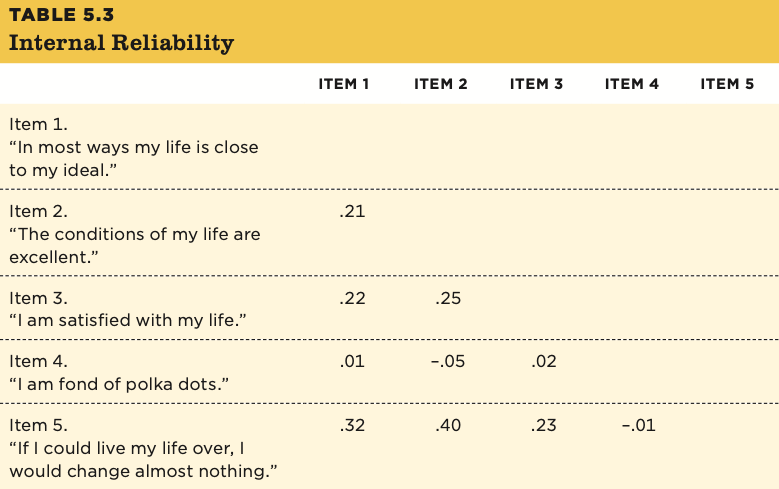 TABLE 5.3
Internal Reliability
ITEM 1 ITEM 2 ITEM 3 ITEM 4 ITEM 5
Item 1.
“In most ways my life is close
to my ideal.”
Item 2. .21
“The conditions of my life are
excellent.”
Item 3. .22 .25
“I am satisfied with my life.”
Item 4. .01 –.05 .02
“I am fond of polka dots.”
Item 5. .32 .40 .23 –.01
“If I could live my life over, I
would change almost nothing.”